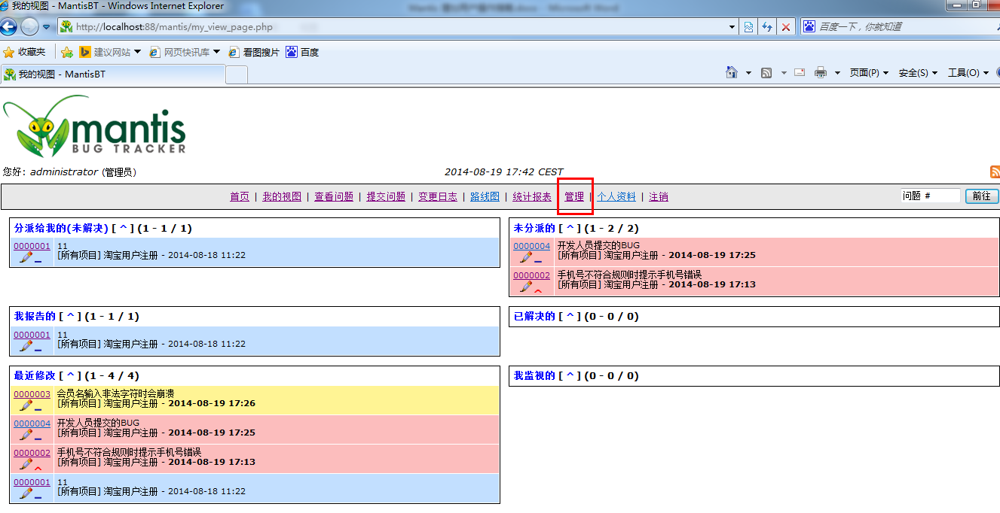 我的视图 - MantisBT - Windows Internet Explorer
http://localhost:88/mantis/my_view_page.php
百度一下，你就知道
收藏夹 建议网站 网页快讯库 看图搜片 百度
我的视图 - MantisBT
页面(P) 安全(S) 工具(O)
mantis
BUG TRACKER
您好: administrator (管理员)
2014-08-19 17:42 CEST
首页 | 我的视图 | 查看问题 | 提交问题 | 变更日志 | 路线图 | 统计报表 | 管理 | 个人资料 | 注销
问题 # 前往
分派给我的(未解决) [ ^ ] (1 - 1 / 1)
0000001 11
[所有项目] 淘宝用户注册 - 2014-08-18 11:22
未分派的 [ ^ ] (1 - 2 / 2)
0000004 开发人员提交的BUG
[所有项目] 淘宝用户注册 - 2014-08-19 17:25
0000002 手机号不符合规则时提示手机号错误
[所有项目] 淘宝用户注册 - 2014-08-19 17:13
我报告的 [ ^ ] (1 - 1 / 1)
0000001 11
[所有项目] 淘宝用户注册 - 2014-08-18 11:22
已解决的 [ ^ ] (0 - 0 / 0)
最近修改 [ ^ ] (1 - 4 / 4)
0000003 会员名输入非法字符时会崩溃
[所有项目] 淘宝用户注册 - 2014-08-19 17:26
0000004 开发人员提交的BUG
[所有项目] 淘宝用户注册 - 2014-08-19 17:25
0000002 手机号不符合规则时提示手机号错误
[所有项目] 淘宝用户注册 - 2014-08-19 17:13
0000001 11
[所有项目] 淘宝用户注册 - 2014-08-18 11:22
我监视的 [ ^ ] (0 - 0 / 0)